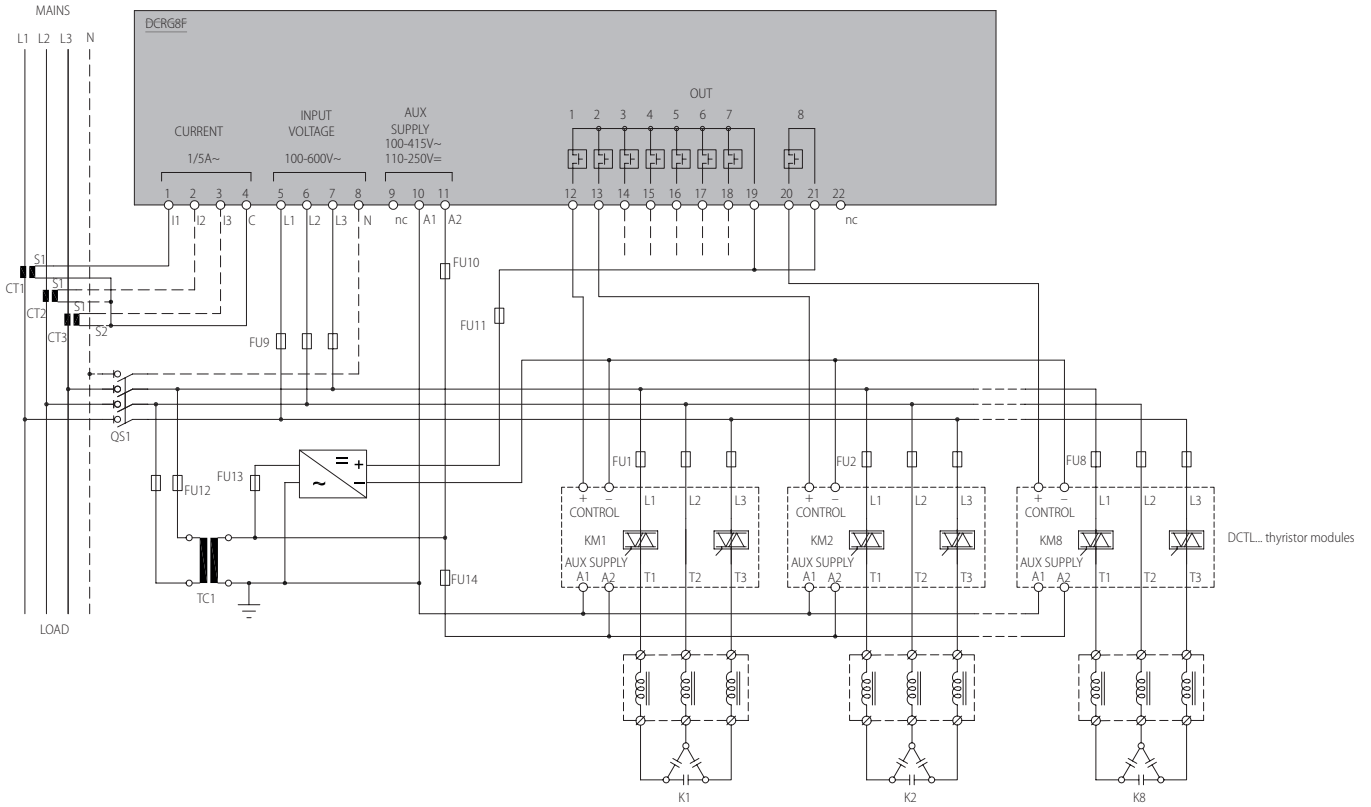 MAINS
L1 L2 L3 N
DCRG8F
CURRENT
1/5A~
INPUT
VOLTAGE
100-600V~
AUX
SUPPLY
100-415V~
110-250V=
OUT
1 2 3 4 5 6 7 8
1 2 3 4 5 6 7 8 9 10 11 12 13 14 15 16 17 18 19 20 21 22
I1 I2 I3 C L1 L2 L3 N nc A1 A2 nc
S1
CT1
S1
CT2
S1
CT3
S2
FU10
FU11
FU9
QS1
FU12
FU13
= +
~ −
FU14
TC1
LOAD
FU1
FU2
FU8
+ − L1 L2 L3
CONTROL
KM1
AUX SUPPLY
A1 A2 T1 T2 T3
+ − L1 L2 L3
CONTROL
KM2
AUX SUPPLY
A1 A2 T1 T2 T3
+ − L1 L2 L3
CONTROL
KM8
AUX SUPPLY
A1 A2 T1 T2 T3
DCTL... thyristor modules
K1
K2
K8